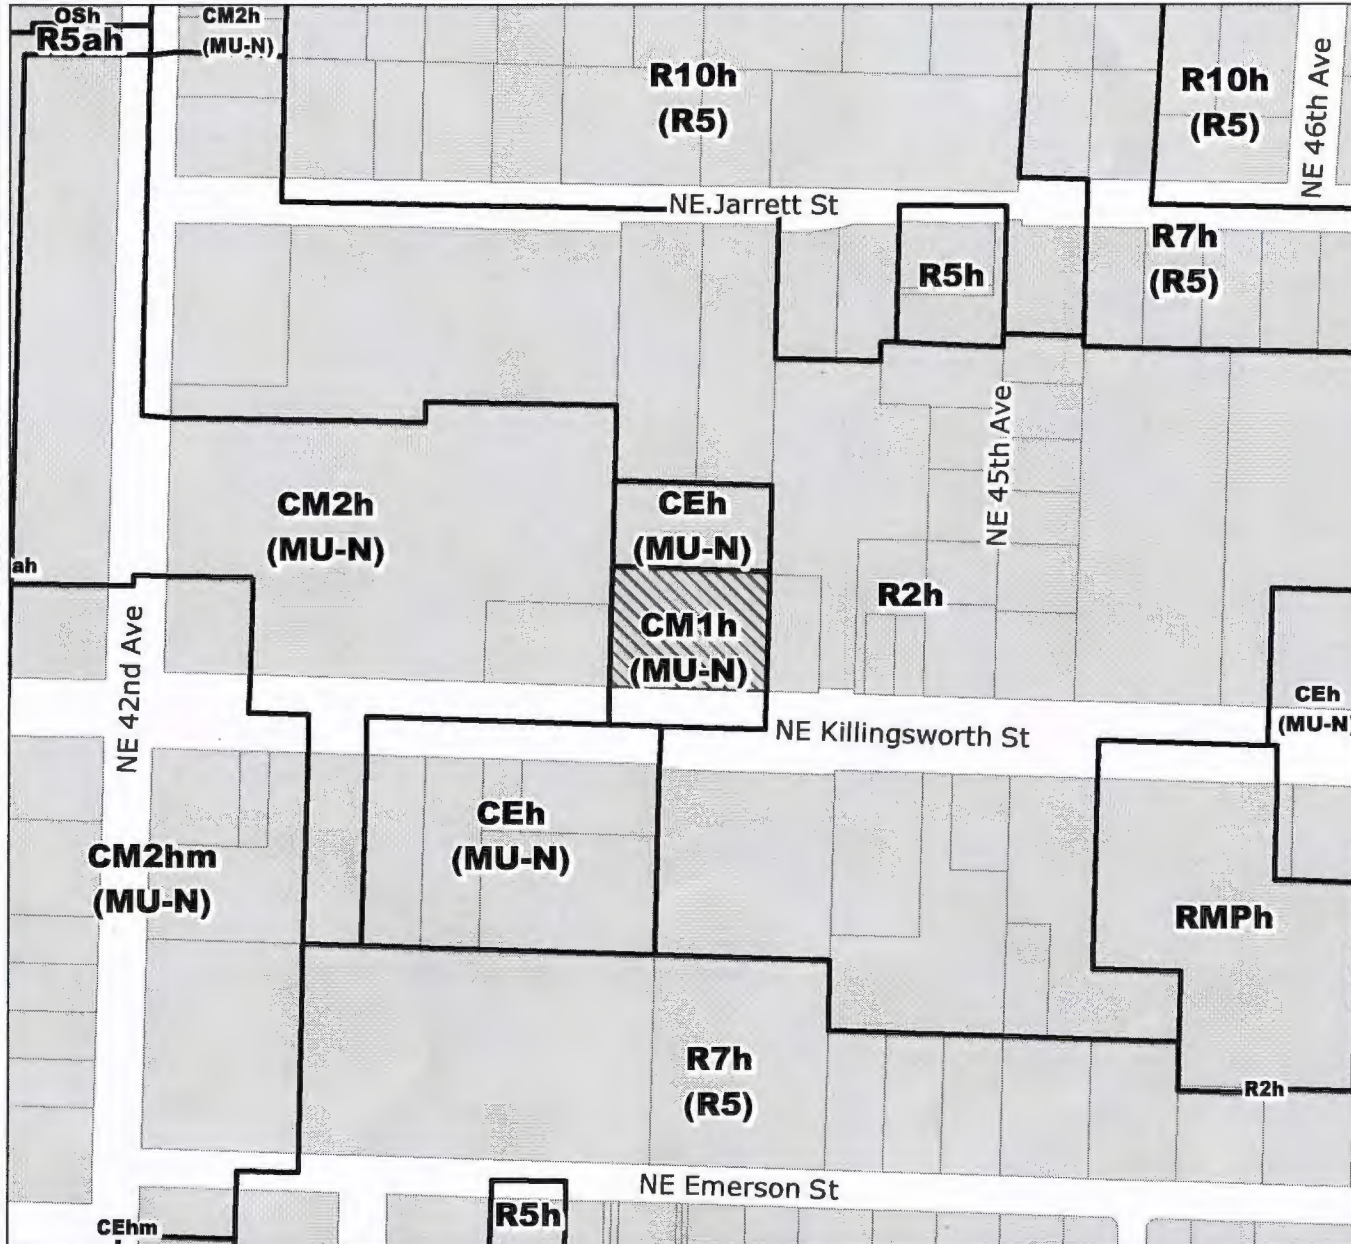 OSh
R5ah
CM2h
(MU-N)
R10h
(R5)
R10h
(R5)
NE 46th Ave
NE Jarrett St
R7h
(R5)
R5h
NE 45th Ave
CM2h
(MU-N)
CEh
(MU-N)
ah
R2h
CM1h
(MU-N)
NE 42nd Ave
CEh
(MU-N)
NE Killingsworth St
CEh
(MU-N)
CM2hm
(MU-N)
RMPh
R7h
(R5)
R2h
NE Emerson St
R5h
CEhm